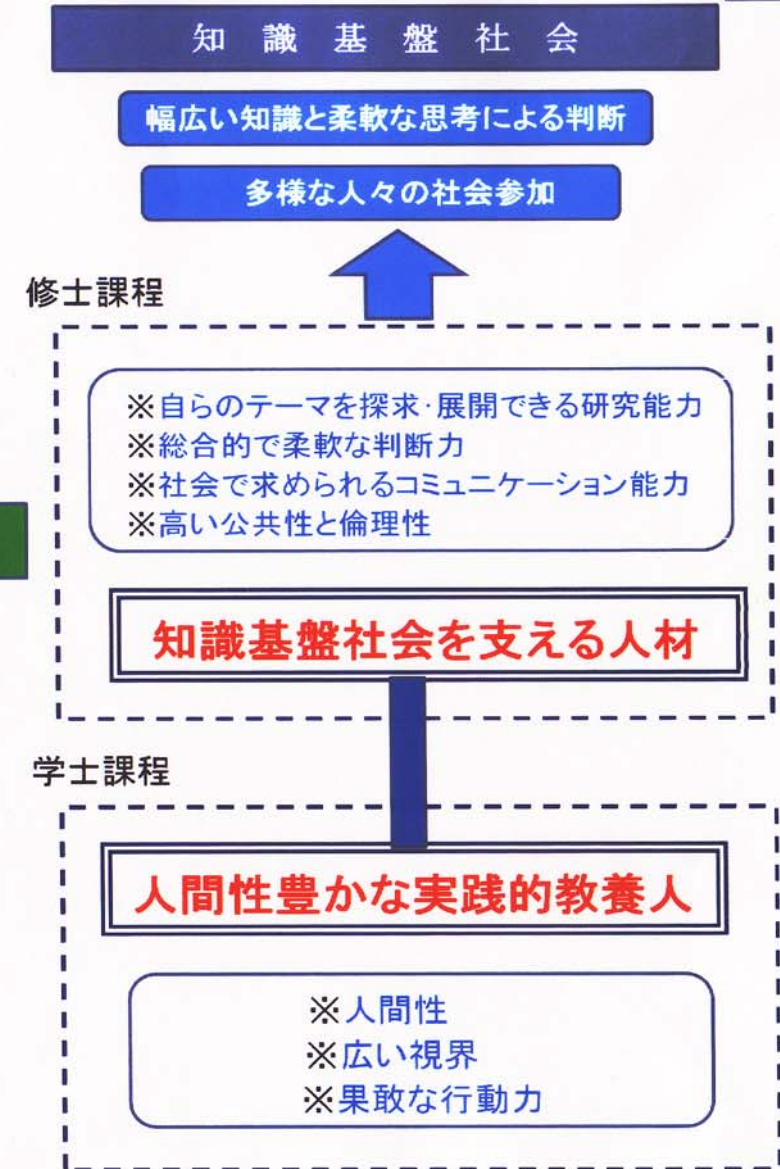 知識基盤社会
幅広い知識と柔軟な思考による判断
多様な人々の社会参加
修士課程
※自らのテーマを探求・展開できる研究能力
※総合的で柔軟な判断力
※社会で求められるコミュニケーション能力
※高い公共性と倫理性
知識基盤社会を支える人材
学士課程
人間性豊かな実践的教養人
※人間性
※広い視界
※果敢な行動力